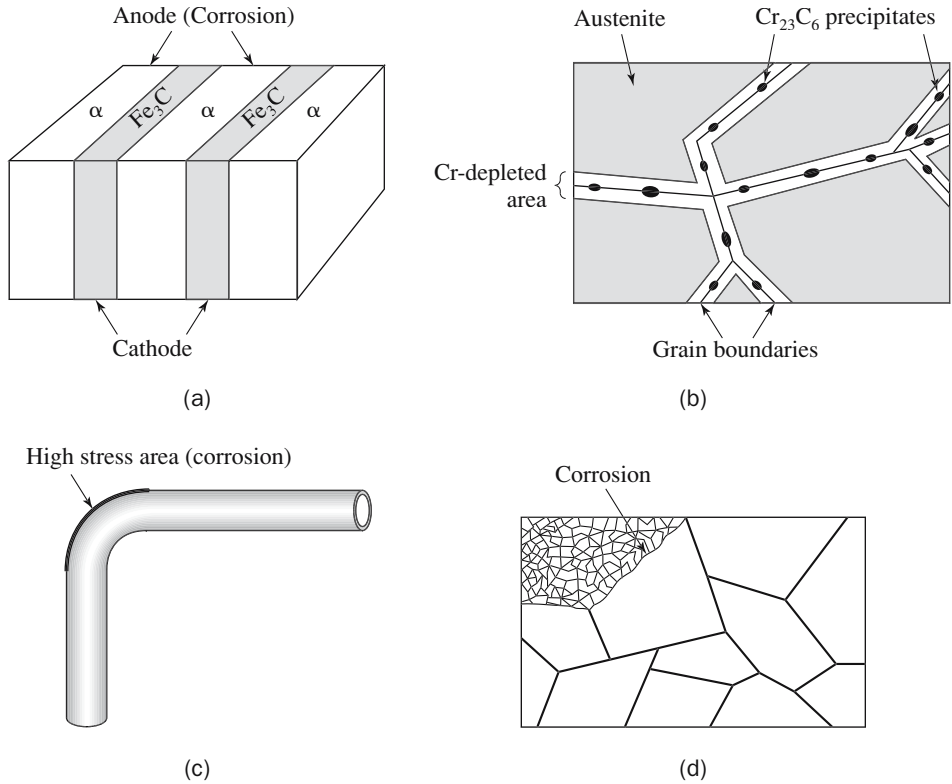 Anode (Corrosion)
α
Fe₃C
α
Fe₃C
α
Cathode
(a)
Austenite
Cr₂₃C₆ precipitates
Cr-depleted
area
Grain boundaries
(b)
High stress area (corrosion)
(c)
Corrosion
(d)